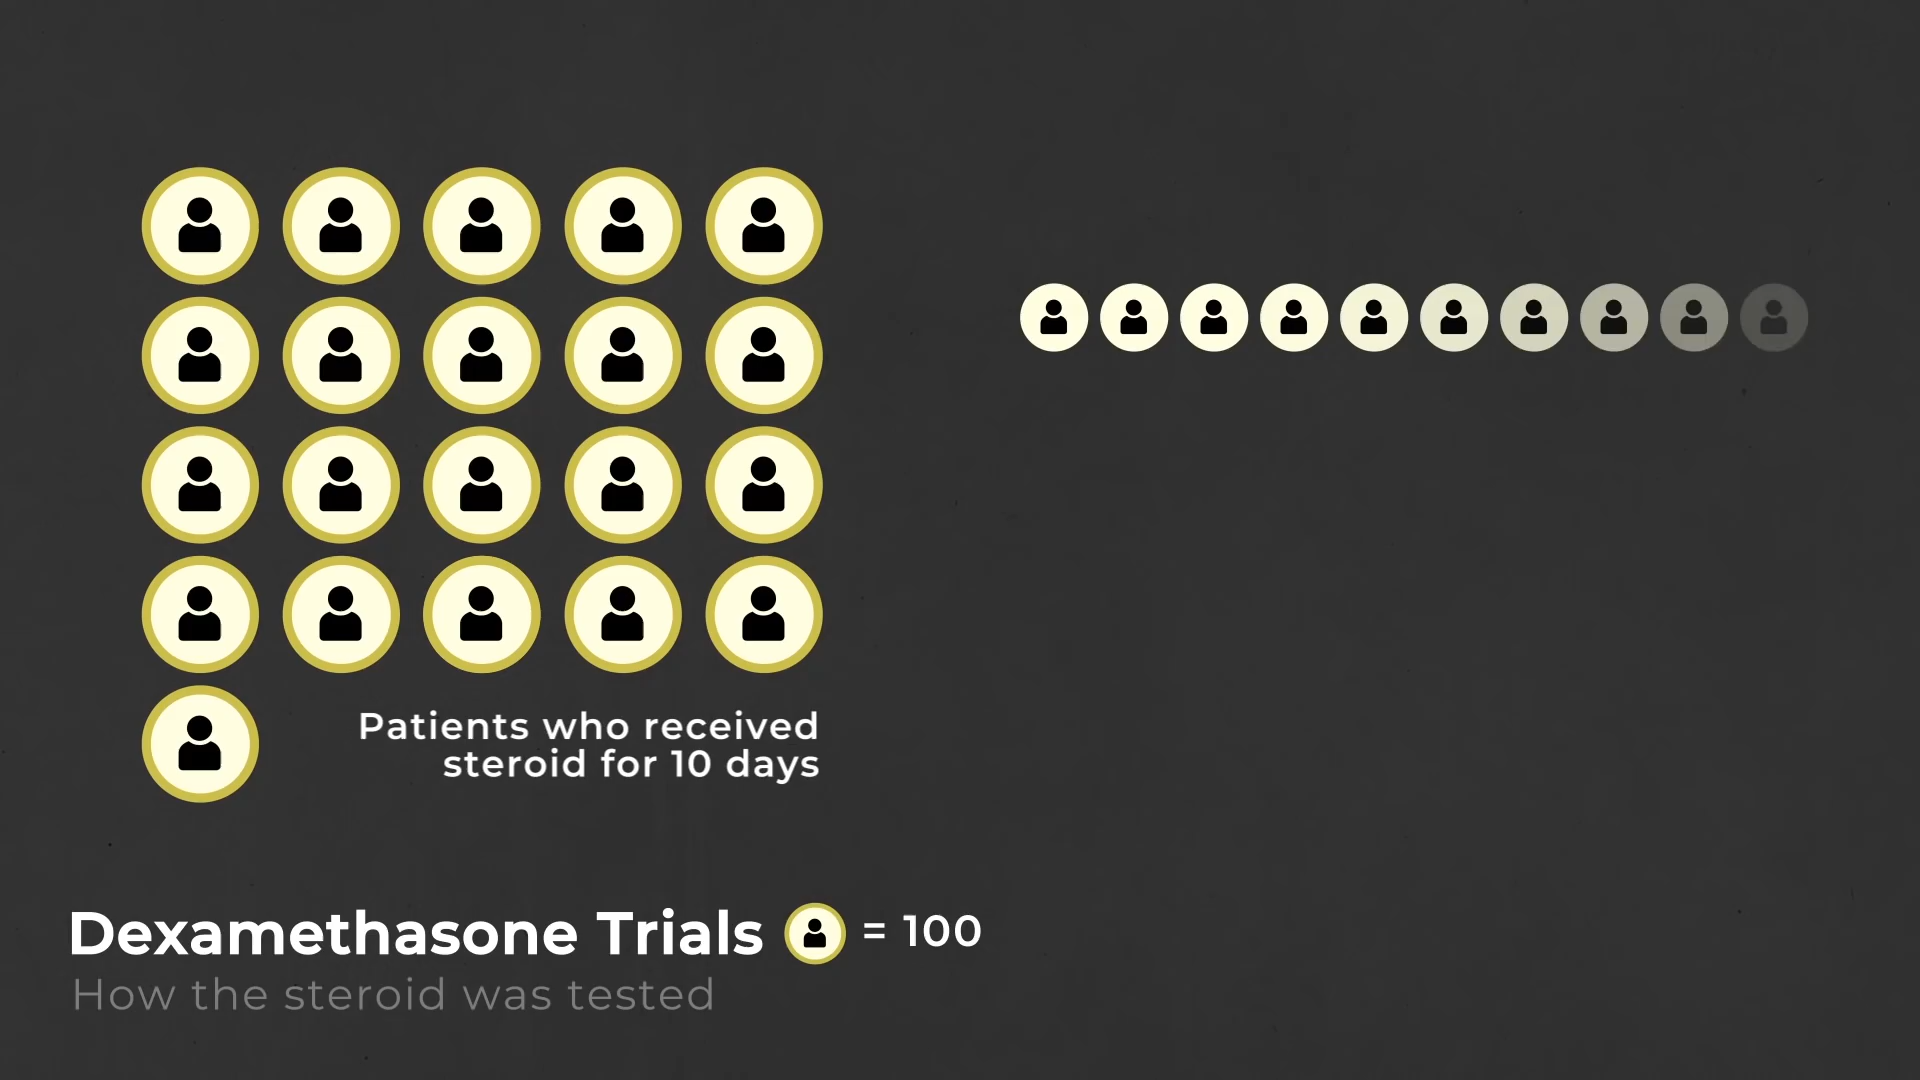 Patients who received
steroid for 10 days
Dexamethasone Trials = 100
How the steroid was tested